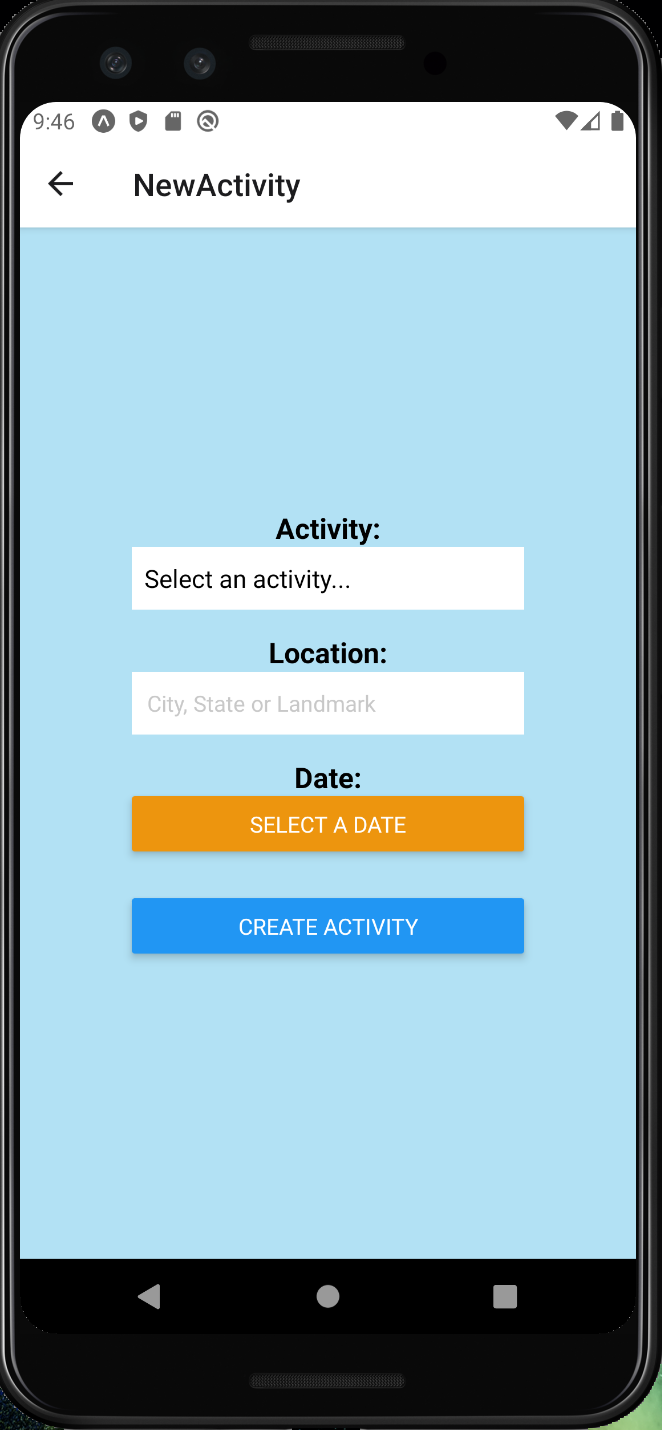 9:46
NewActivity
Activity:
Select an activity...
Location:
City, State or Landmark
Date:
SELECT A DATE
CREATE ACTIVITY